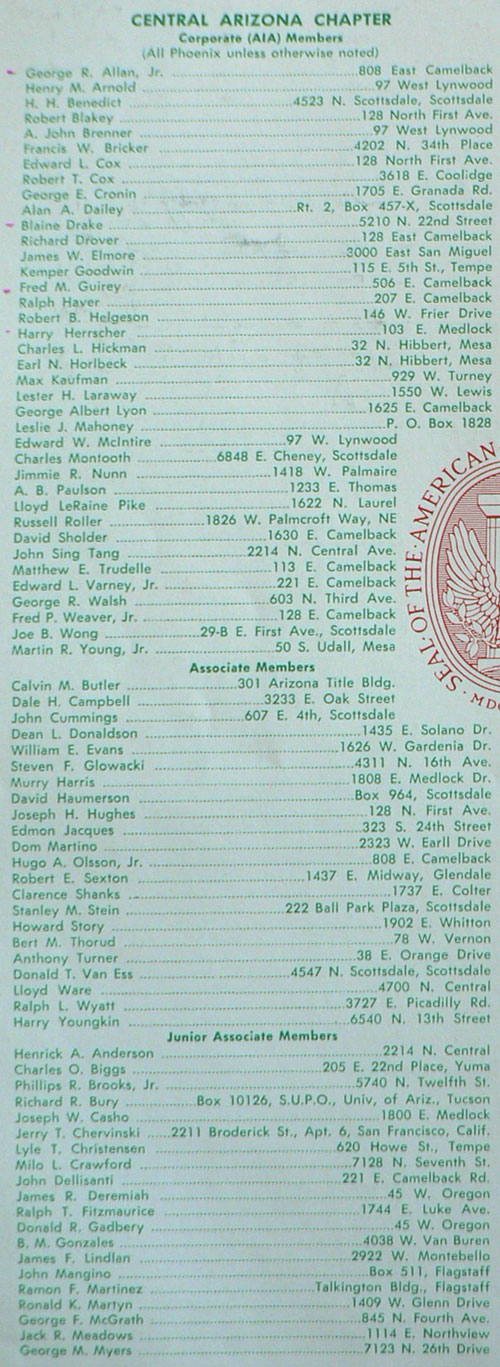 CENTRAL ARIZONA CHAPTER
Corporate (AIA) Members
(All Phoenix unless otherwise noted)
George R. Allan, Jr. 808 East Camelback
Henry M. Arnold 97 West Lynwood
H. H. Benedict 4523 N. Scottsdale, Scottsdale
Robert Blakey 128 North First Ave.
A. John Brenner 97 West Lynwood
Francis W. Bricker 4202 N. 34th Place
Edward L. Cox 128 North First Ave.
Robert T. Cox 3618 E. Coolidge
George E. Cronin 1705 E. Granada Rd.
Alan A. Dailey Rt. 2, Box 457-X, Scottsdale
Blaine Drake 5210 N. 22nd Street
Richard Drover 128 East Camelback
James W. Elmore 3000 East San Miguel
Kemper Goodwin 115 E. 5th St., Tempe
Fred M. Guirey 506 E. Camelback
Ralph Haver 207 E. Camelback
Robert B. Helgeson 146 W. Frier Drive
Harry Herrscher 103 E. Medlock
Charles L. Hickman 32 N. Hibbert, Mesa
Earl N. Horlbeck 32 N. Hibbert, Mesa
Max Kaufman 929 W. Turney
Lester H. Laraway 1550 W. Lewis
George Albert Lyon 1625 E. Camelback
Leslie J. Mahoney P. O. Box 1828
Edward W. McIntire 97 W. Lynwood
Charles Montooth 6848 E. Cheney, Scottsdale
Jimmie R. Nunn 1418 W. Palmaire
A. B. Paulson 1233 E. Thomas
Lloyd LeRaine Pike 1622 N. Laurel
Russell Roller 1826 W. Palmcroft Way, NE
David Sholder 1630 E. Camelback
John Sing Tang 2214 N. Central Ave.
Matthew E. Trudelle 113 E. Camelback
Edward L. Varney, Jr. 221 E. Camelback
George R. Walsh 603 N. Third Ave.
Fred P. Weaver, Jr. 128 E. Camelback
Joe B. Wong 29-B E. First Ave., Scottsdale
Martin R. Young, Jr. 50 S. Udall, Mesa
SEAL · OF THE · AMERICAN
Associate Members
Calvin M. Butler 301 Arizona Title Bldg.
Dale H. Campbell 3233 E. Oak Street
John Cummings 607 E. 4th, Scottsdale
Dean L. Donaldson 1435 E. Solano Dr.
William E. Evans 1626 W. Gardenia Dr.
Steven F. Glowacki 4311 N. 16th Ave.
Murry Harris 1808 E. Medlock Dr.
David Haumerson Box 964, Scottsdale
Joseph H. Hughes 128 N. First Ave.
Edmon Jacques 323 S. 24th Street
Dom Martino 2323 W. Earll Drive
Hugo A. Olsson, Jr. 808 E. Camelback
Robert E. Sexton 1437 E. Midway, Glendale
Clarence Shanks 1737 E. Colter
Stanley M. Stein 222 Ball Park Plaza, Scottsdale
Howard Story 1902 E. Whitton
Bert M. Thorud 78 W. Vernon
Anthony Turner 38 E. Orange Drive
Donald T. Van Ess 4547 N. Scottsdale, Scottsdale
Lloyd Ware 4700 N. Central
Ralph L. Wyatt 3727 E. Picadilly Rd.
Harry Youngkin 6540 N. 13th Street
Junior Associate Members
Henrick A. Anderson 2214 N. Central
Charles O. Biggs 205 E. 22nd Place, Yuma
Phillips R. Brooks, Jr. 5740 N. Twelfth St.
Richard R. Bury Box 10126, S.U.P.O., Univ, of Ariz., Tucson
Joseph W. Casho 1800 E. Medlock
Jerry T. Chervinski 2211 Broderick St., Apt. 6, San Francisco, Calif.
Lyle T. Christensen 620 Howe St., Tempe
Milo L. Crawford 7128 N. Seventh St.
John Dellisanti 221 E. Camelback Rd.
James R. Deremiah 45 W. Oregon
Ralph T. Fitzmaurice 1744 E. Luke Ave.
Donald R. Gadbery 45 W. Oregon
B. M. Gonzales 4038 W. Van Buren
James F. Lindlan 2922 W. Montebello
John Mangino Box 511, Flagstaff
Ramon F. Martinez Talkington Bldg., Flagstaff
Ronald K. Martyn 1409 W. Glenn Drive
George F. McGrath 845 N. Fourth Ave.
Jack R. Meadows 1114 E. Northview
George M. Myers 7123 N. 26th Drive